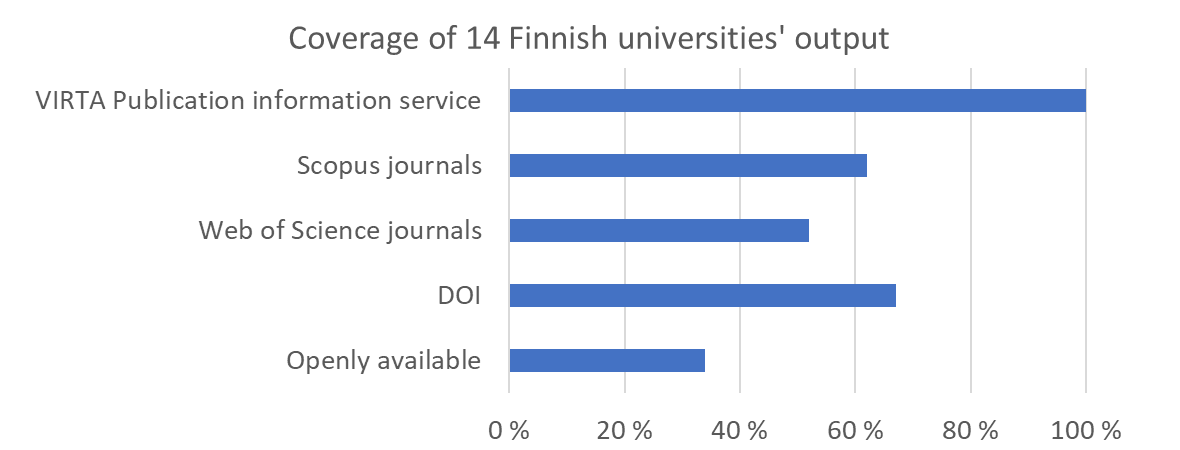 Coverage of 14 Finnish universities' output
VIRTA Publication information service
Scopus journals
Web of Science journals
DOI
Openly available
0 % 20 % 40 % 60 % 80 % 100 %